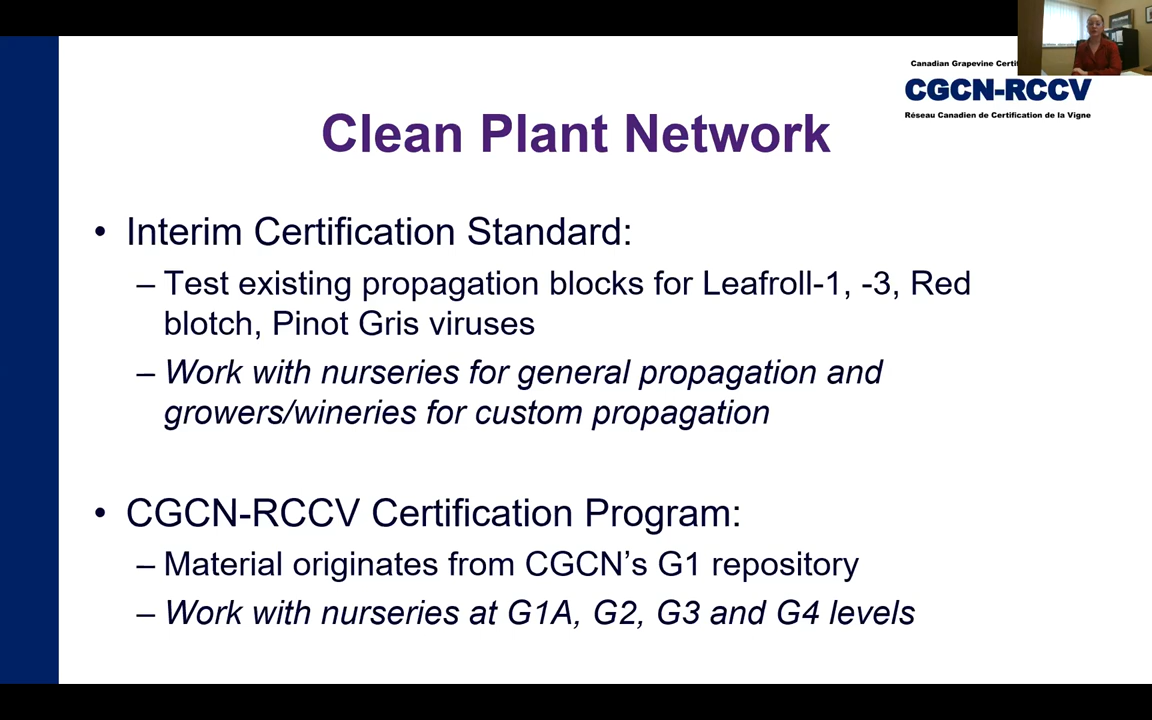 Canadian Grapevine
CGCN-RCCV
Réseau Canadien de Certification de la Vigne
Clean Plant Network
• Interim Certification Standard:
– Test existing propagation blocks for Leafroll-1, -3, Red
blotch, Pinot Gris viruses
– Work with nurseries for general propagation and
growers/wineries for custom propagation
• CGCN-RCCV Certification Program:
– Material originates from CGCN’s G1 repository
– Work with nurseries at G1A, G2, G3 and G4 levels